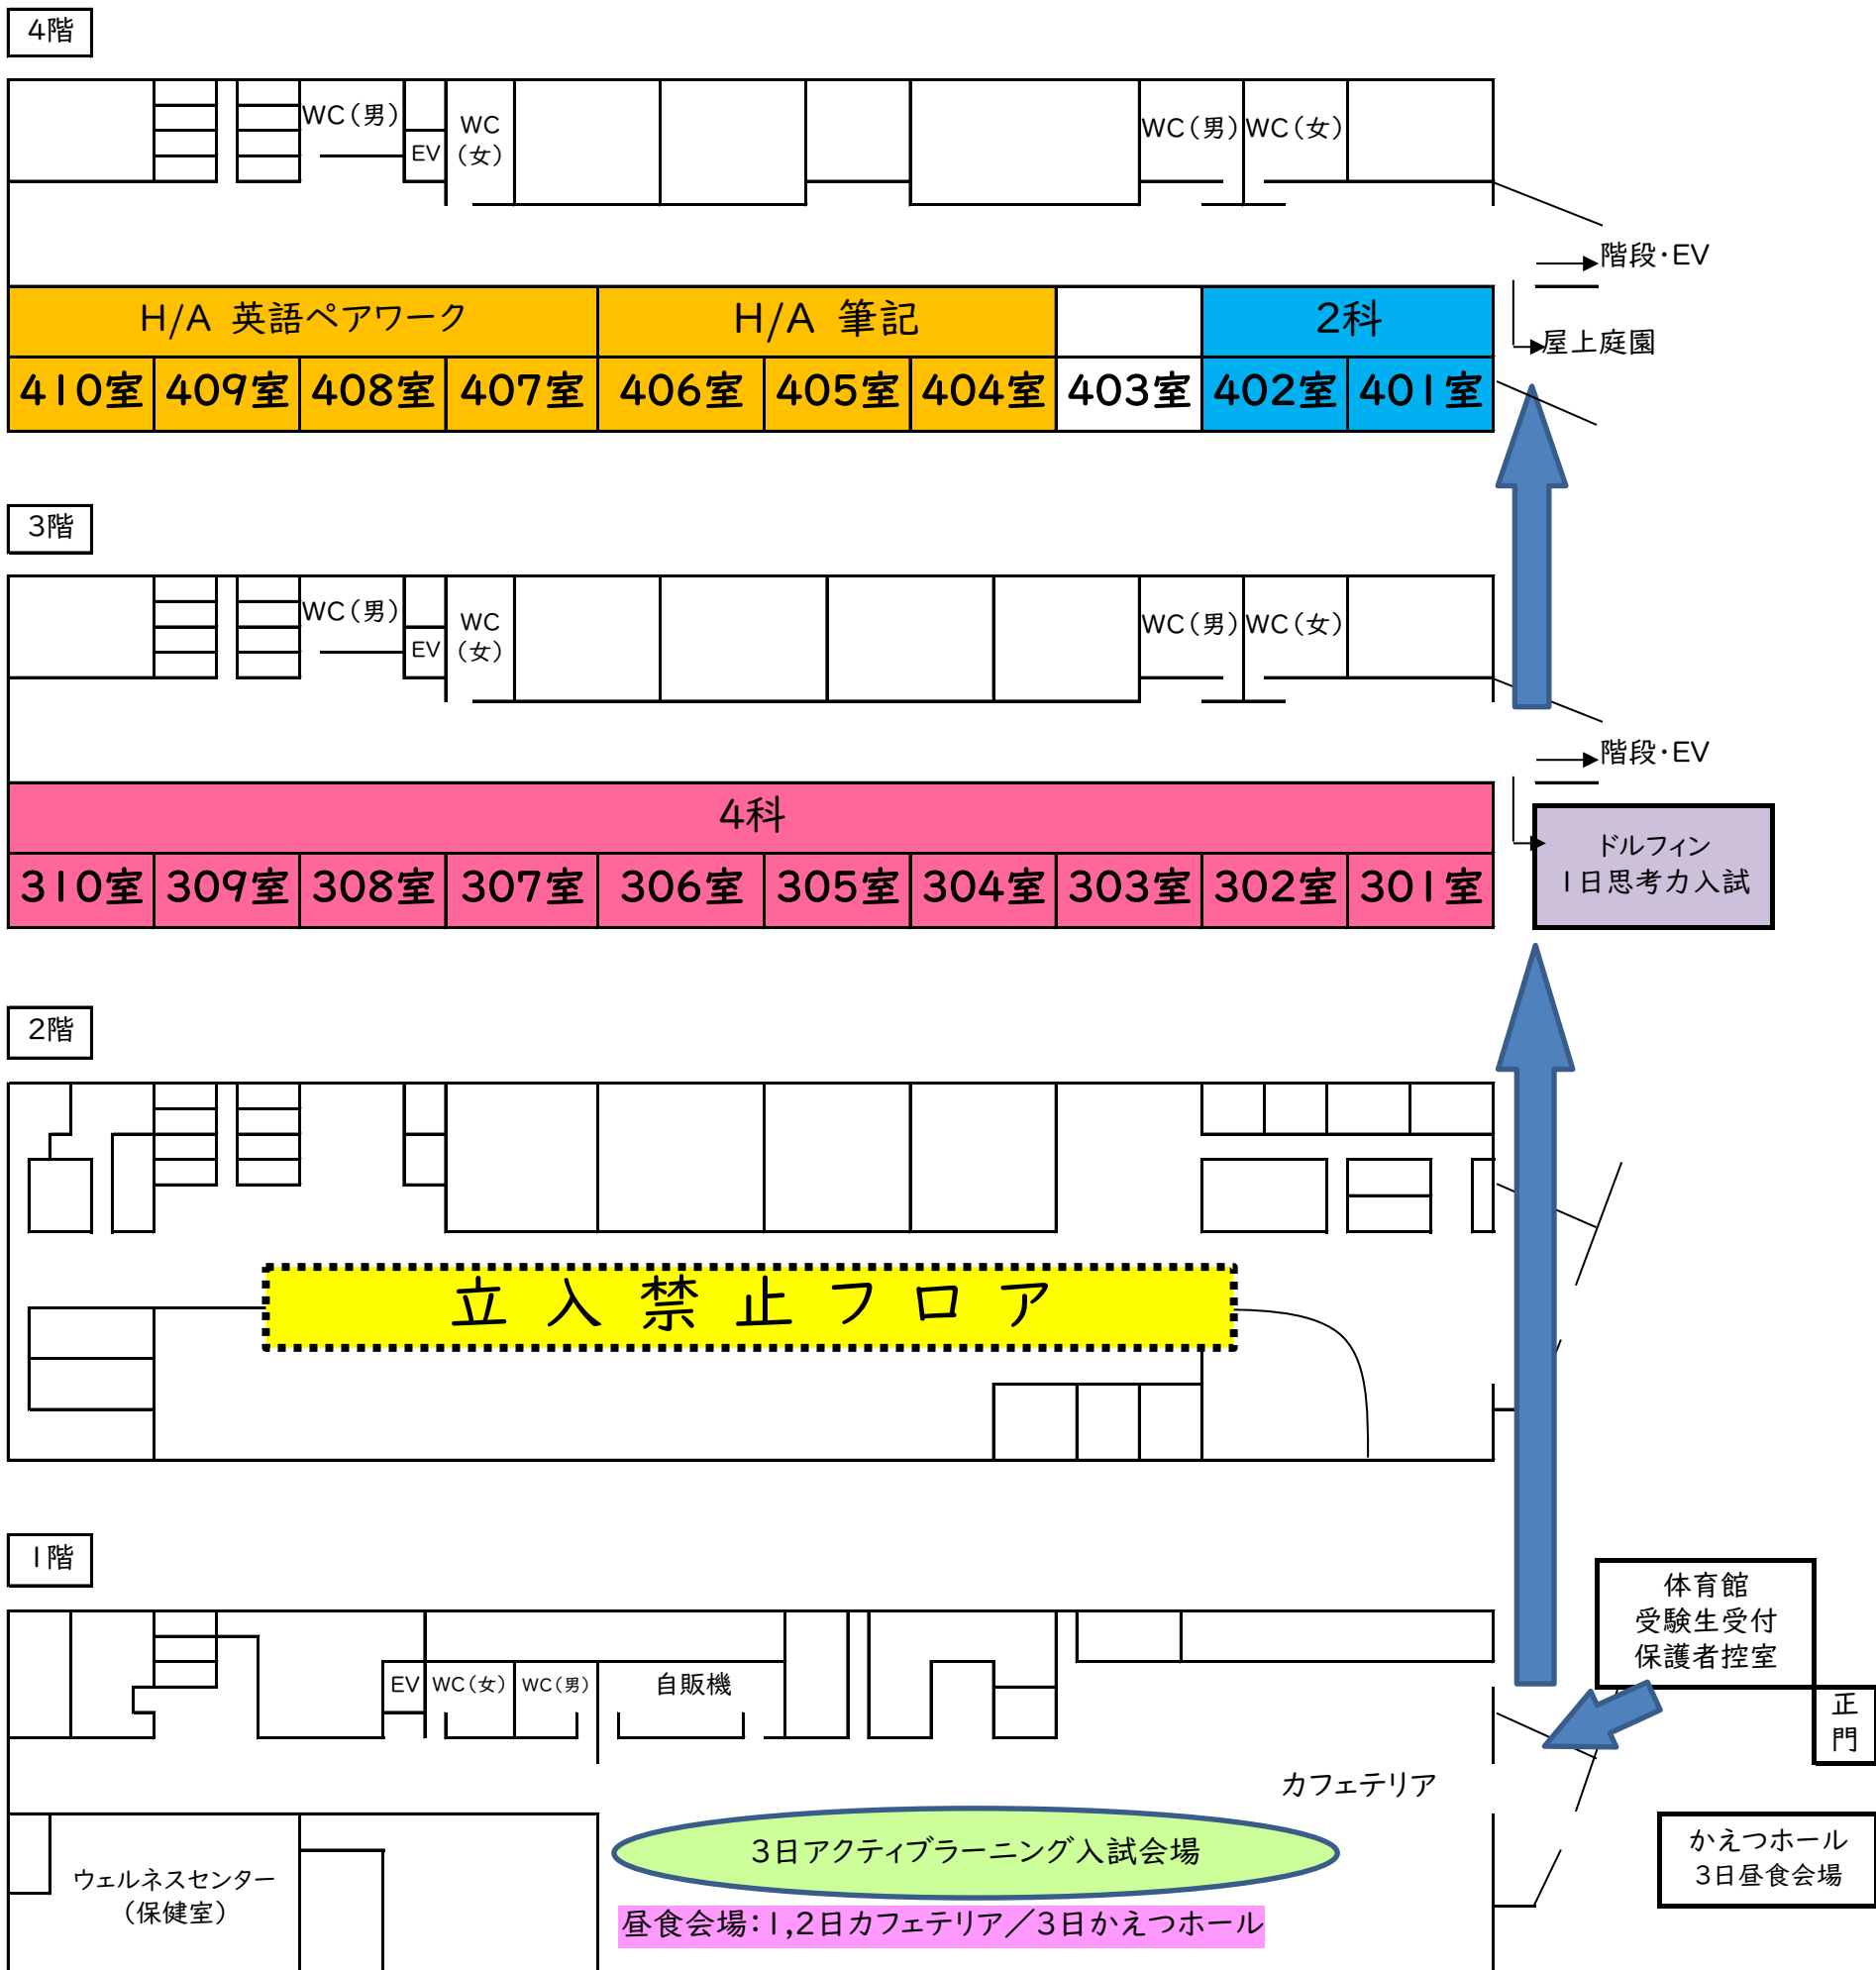 4階
WC(男)
EV
WC
(女)
WC(男)
WC(女)
階段・EV
屋上庭園
H/A 英語ペアワーク
H/A 筆記
2科
410室
409室
408室
407室
406室
405室
404室
403室
402室
401室
3階
WC(男)
EV
WC
(女)
WC(男)
WC(女)
階段・EV
4科
310室
309室
308室
307室
306室
305室
304室
303室
302室
301室
ドルフィン
1日思考力入試
2階
立入禁止フロア
1階
体育館
受験生受付
保護者控室
正
門
EV
WC(女)
WC(男)
自販機
カフェテリア
3日アクティブラーニング入試会場
昼食会場:1,2日カフェテリア/3日かえつホール
ウェルネスセンター
(保健室)
かえつホール
3日昼食会場